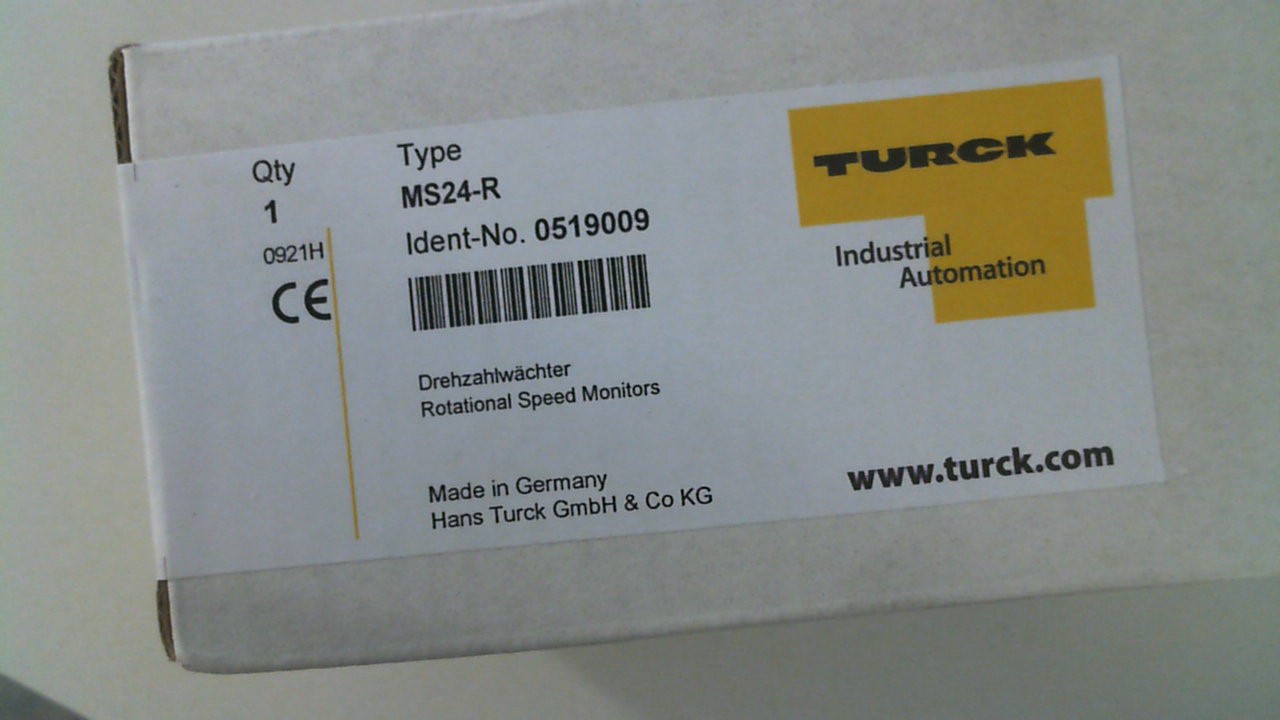 Qty
1
0921H
CE
Type
MS24-R
Ident-No. 0519009
Drehzahlwächter
Rotational Speed Monitors
Made in Germany
Hans Turck GmbH & Co KG
TURCK
Industrial
Automation
www.turck.com